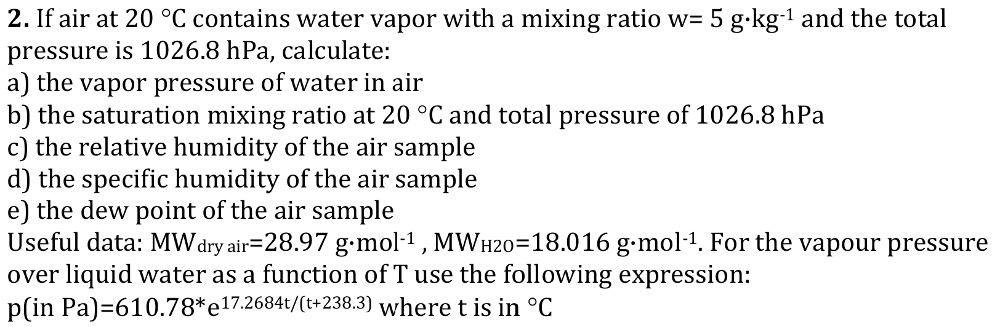 2. If air at 20 °C contains water vapor with a mixing ratio w= 5 g·kg-1 and the total
pressure is 1026.8 hPa, calculate:
a) the vapor pressure of water in air
b) the saturation mixing ratio at 20 °C and total pressure of 1026.8 hPa
c) the relative humidity of the air sample
d) the specific humidity of the air sample
e) the dew point of the air sample
Useful data: MWdry air=28.97 g·mol-1 , MWH2O=18.016 g·mol-1. For the vapour pressure
over liquid water as a function of T use the following expression:
p(in Pa)=610.78*e17.2684t/(t+238.3) where t is in °C